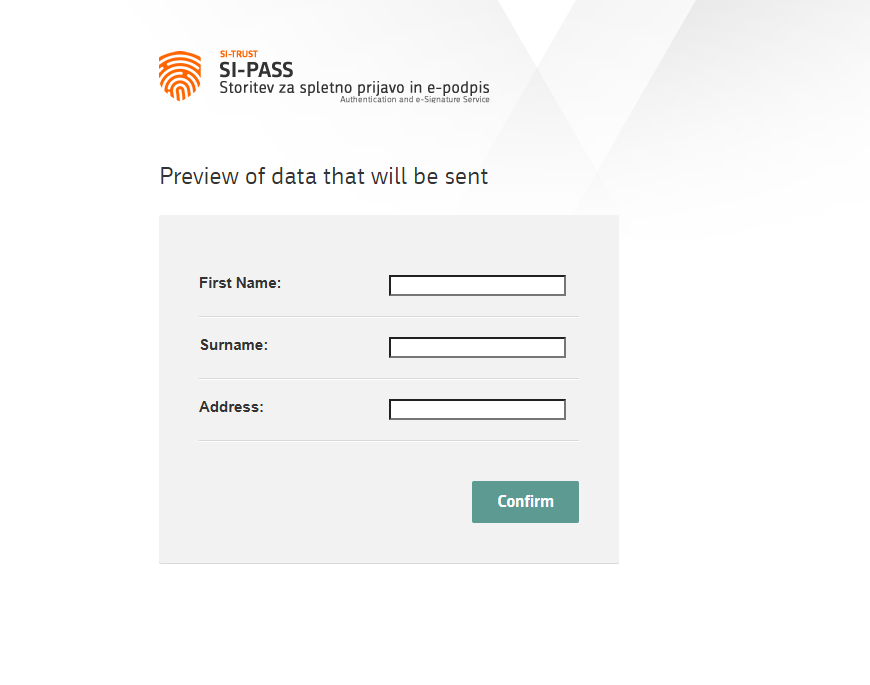 SI-TRUST
SI-PASS
Storitev za spletno prijavo in e-podpis
Authentication and e-Signature Service
Preview of data that will be sent
First Name:
Surname:
Address:
Confirm